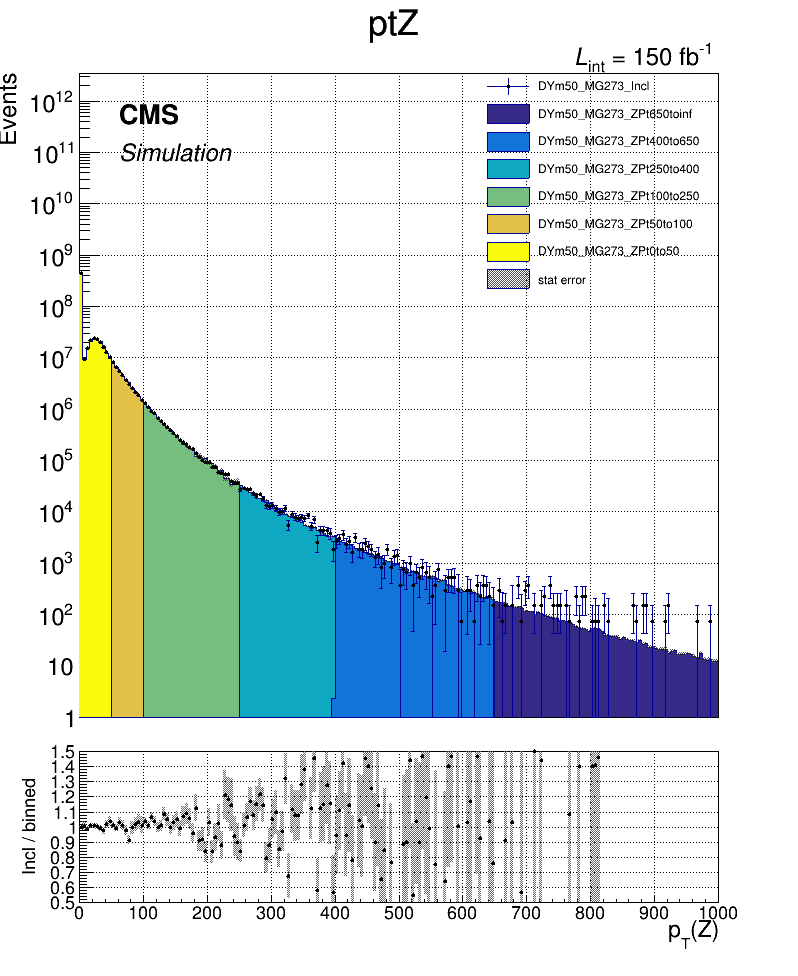 ptZ
L_int = 150 fb^-1
Events
CMS
Simulation
DYm50_MG273_Incl
DYm50_MG273_ZPt650toinf
DYm50_MG273_ZPt400to650
DYm50_MG273_ZPt250to400
DYm50_MG273_ZPt100to250
DYm50_MG273_ZPt50to100
DYm50_MG273_ZPt0to50
stat error
10^12
10^11
10^10
10^9
10^8
10^7
10^6
10^5
10^4
10^3
10^2
10
1
Incl / binned
1.5
1.4
1.3
1.2
1.1
1
0.9
0.8
0.7
0.6
0.5
0 100 200 300 400 500 600 700 800 900 1000
p_T(Z)